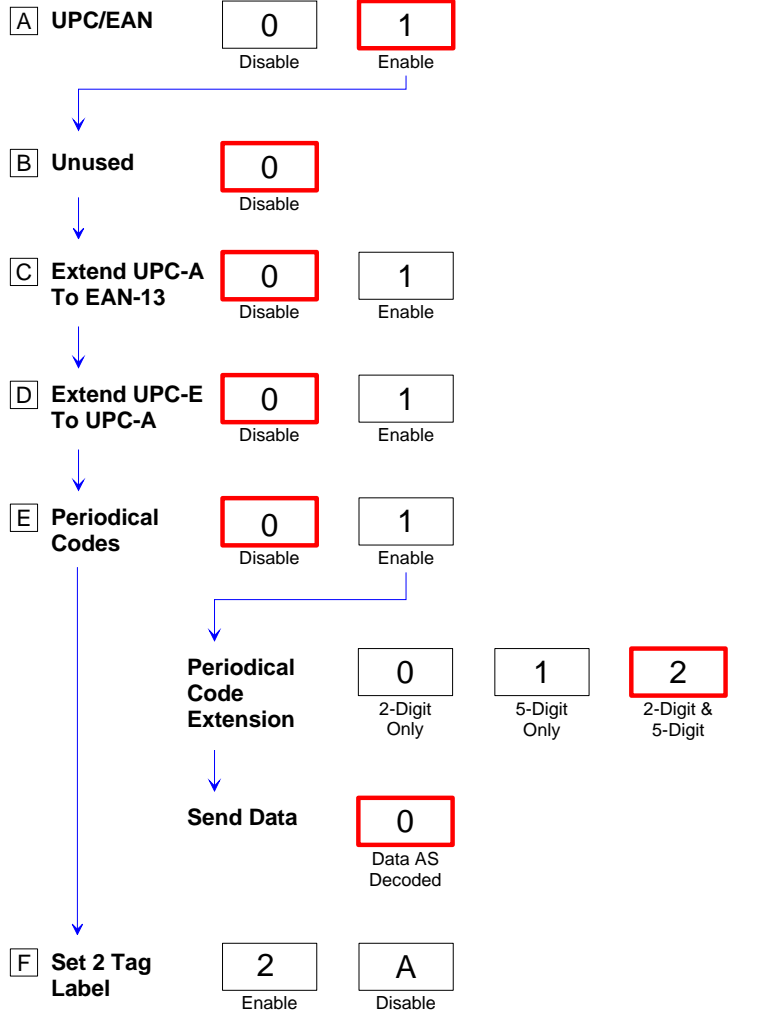 A UPC/EAN 0 1
Disable Enable
B Unused 0
Disable
C Extend UPC-A 0 1
To EAN-13
Disable Enable
D Extend UPC-E 0 1
To UPC-A
Disable Enable
E Periodical 0 1
Codes
Disable Enable
Periodical 0 1 2
Code 2-Digit 5-Digit 2-Digit &
Extension Only Only 5-Digit
Send Data 0
Data AS
Decoded
F Set 2 Tag 2 A
Label
Enable Disable